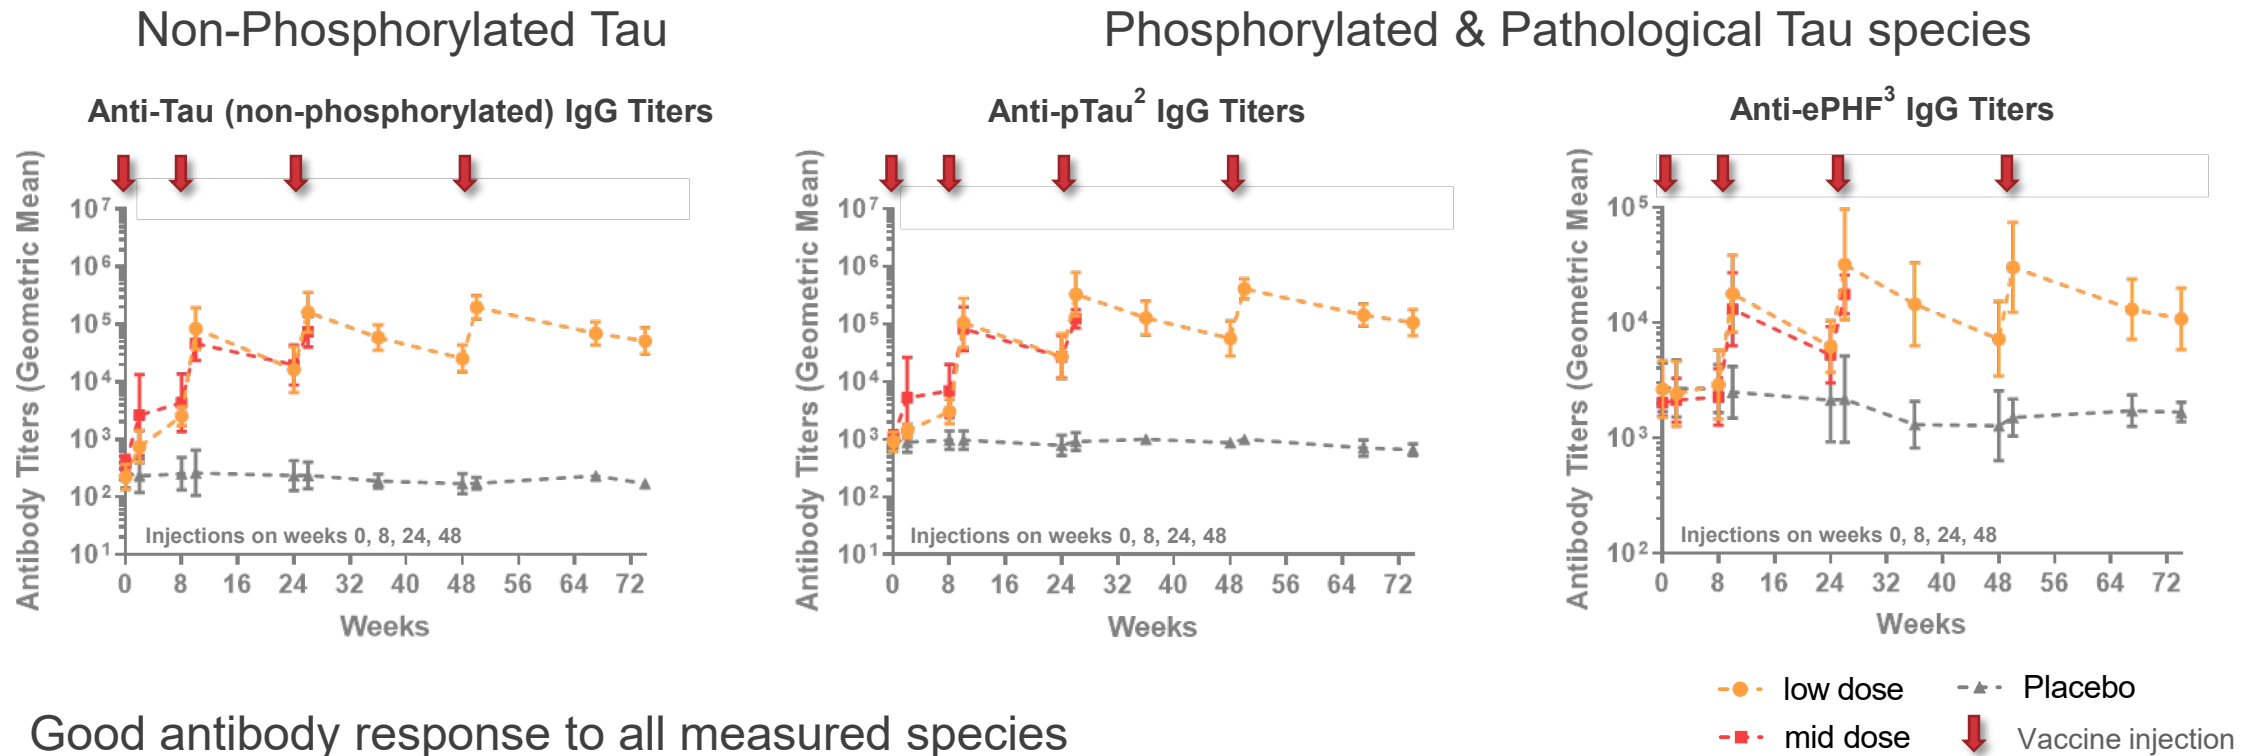 Non-Phosphorylated Tau
Phosphorylated & Pathological Tau species
Anti-Tau (non-phosphorylated) IgG Titers
Antibody Titers (Geometric Mean)
10⁷
10⁶
10⁵
10⁴
10³
10²
10¹
Injections on weeks 0, 8, 24, 48
0 8 16 24 32 40 48 56 64 72
Weeks
Anti-pTau² IgG Titers
Antibody Titers (Geometric Mean)
10⁷
10⁶
10⁵
10⁴
10³
10²
10¹
Injections on weeks 0, 8, 24, 48
0 8 16 24 32 40 48 56 64 72
Weeks
Anti-ePHF³ IgG Titers
Antibody Titers (Geometric Mean)
10⁵
10⁴
10³
10²
Injections on weeks 0, 8, 24, 48
0 8 16 24 32 40 48 56 64 72
Weeks
low dose
Placebo
mid dose
Vaccine injection
Good antibody response to all measured species